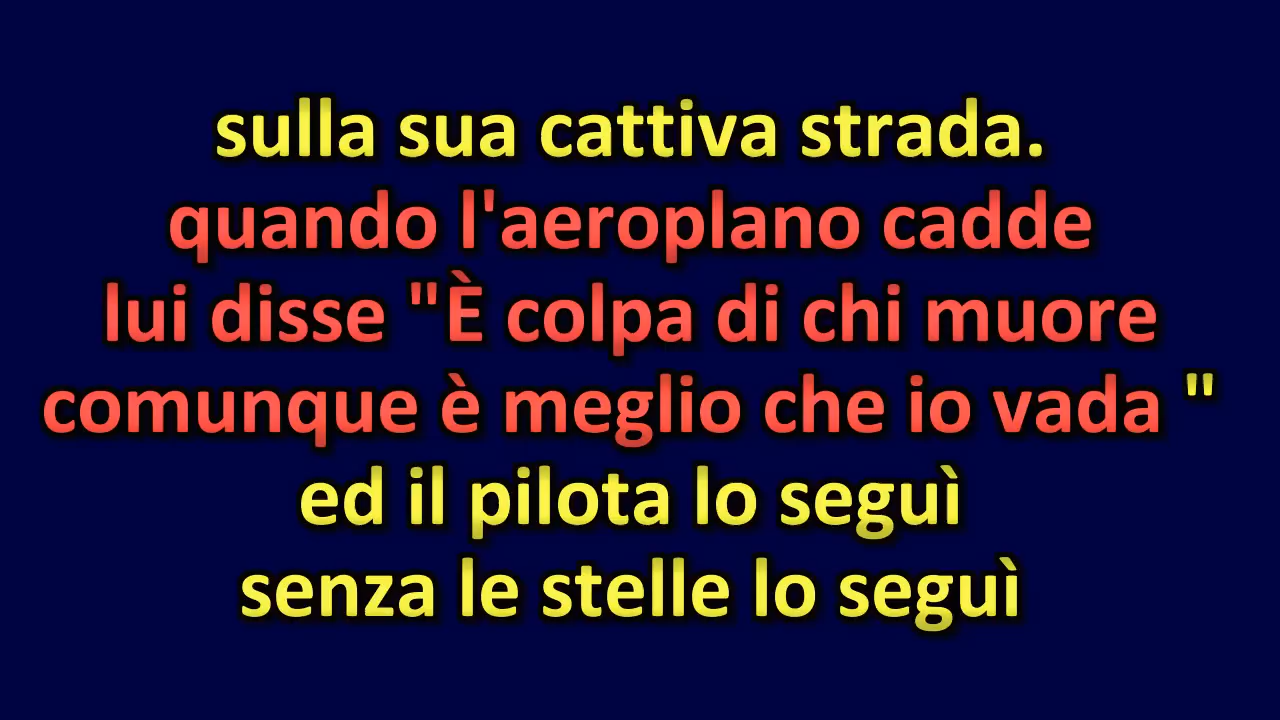 sulla sua cattiva strada.
quando l'aeroplano cadde
lui disse "È colpa di chi muore
comunque è meglio che io vada "
ed il pilota lo seguì
senza le stelle lo seguì